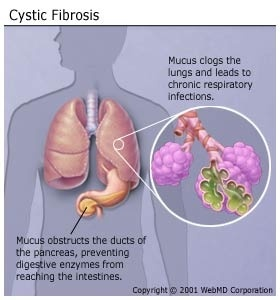 Cystic Fibrosis
Mucus clogs the
lungs and leads to
chronic respiratory
infections.
Mucus obstructs the ducts of
the pancreas, preventing
digestive enzymes from
reaching the intestines.
Copyright © 2001 WebMD Corporation